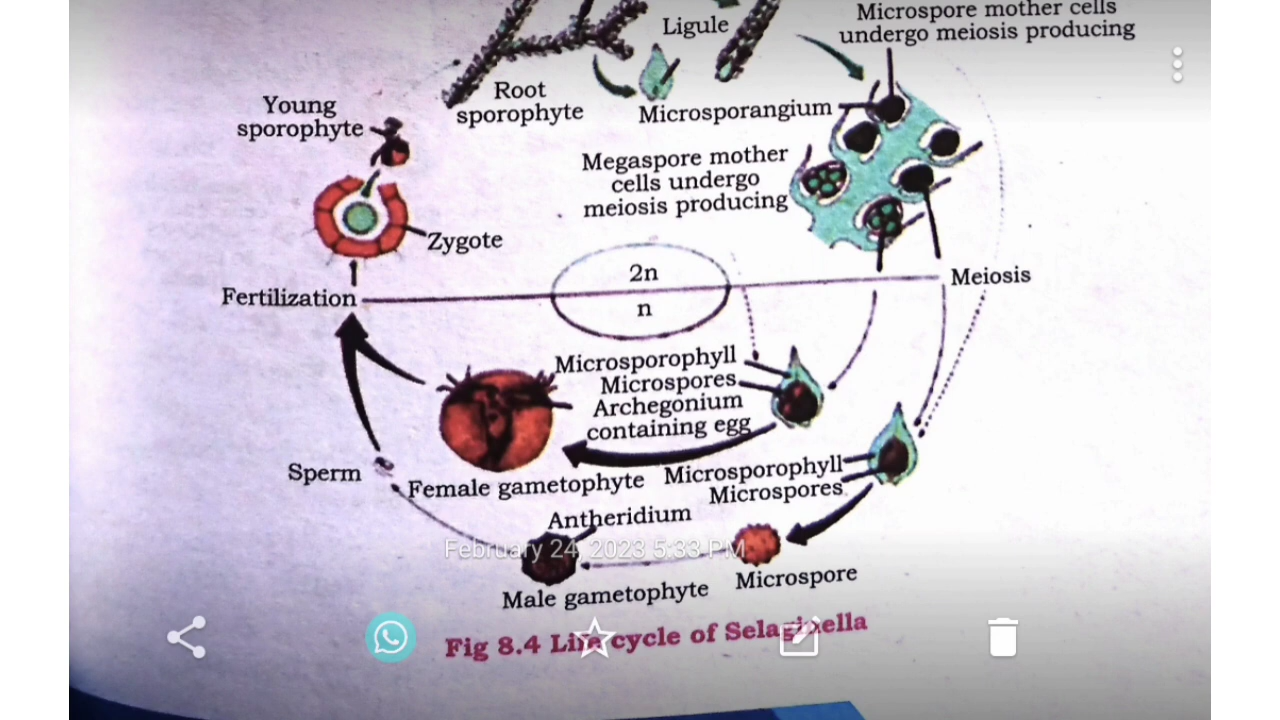 Microspore mother cells
undergo meiosis producing
Ligule
Root
sporophyte
Young
sporophyte
Microsporangium
Megaspore mother
cells undergo
meiosis producing
Zygote
2n
n
Meiosis
Fertilization
Microsporophyll
Microspores
Archegonium
containing egg
Microsporophyll
Microspores
Sperm
Female gametophyte
Antheridium
February 24, 2023 5:33 PM
Male gametophyte
Microspore
Fig 8.4 Life cycle of Selaginella